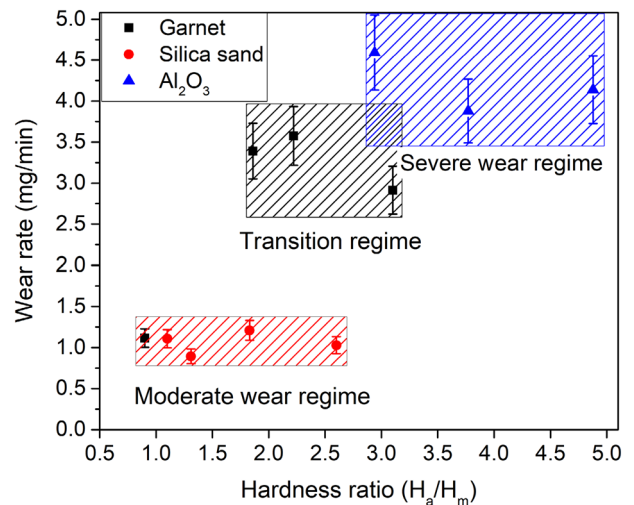 Garnet
Silica sand
Al₂O₃
Wear rate (mg/min)
5.0
4.5
4.0
3.5
3.0
2.5
2.0
1.5
1.0
0.5
0.0
Severe wear regime
Transition regime
Moderate wear regime
0.5 1.0 1.5 2.0 2.5 3.0 3.5 4.0 4.5 5.0
Hardness ratio (Hₐ/Hₘ)